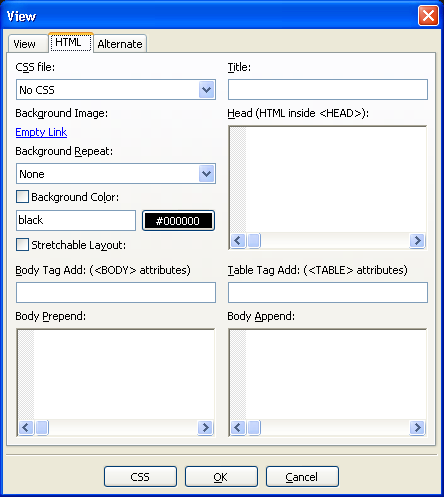 View
View HTML Alternate
CSS file:
No CSS
Title:
Background Image:
Empty Link
Head (HTML inside <HEAD>):
Background Repeat:
None
Background Color:
black
#000000
Stretchable Layout:
Body Tag Add: (<BODY> attributes)
Table Tag Add: (<TABLE> attributes)
Body Prepend:
Body Append:
CSS OK Cancel